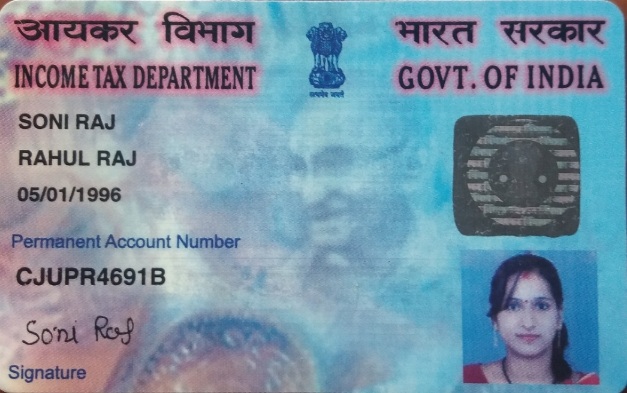 आयकर विभाग
भारत सरकार
INCOME TAX DEPARTMENT
GOVT. OF INDIA
सत्यमेव जयते
SONI RAJ
RAHUL RAJ
05/01/1996
Permanent Account Number
CJUPR4691B
Soni Raj
Signature